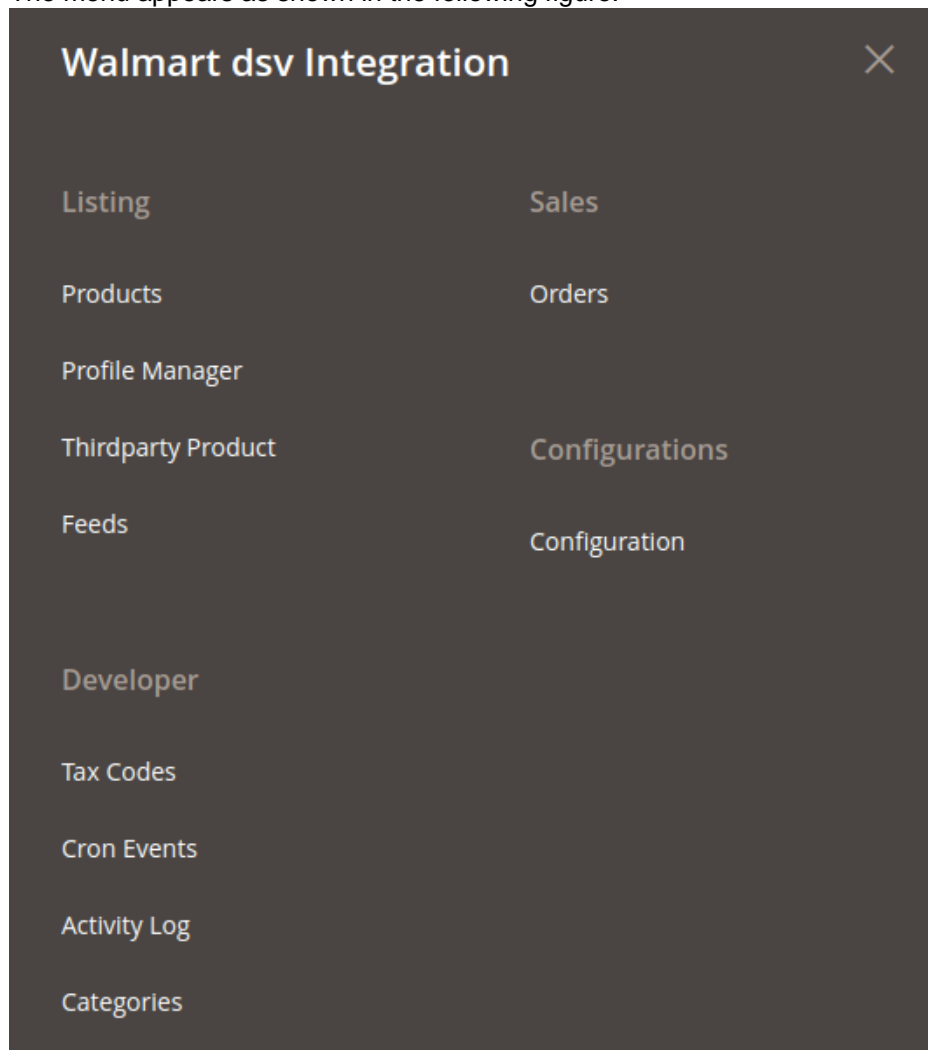 The menu appears as shown in the following figure.
Walmart dsv Integration
Listing
Products
Profile Manager
Thirdparty Product
Feeds
Developer
Tax Codes
Cron Events
Activity Log
Categories
Sales
Orders
Configurations
Configuration